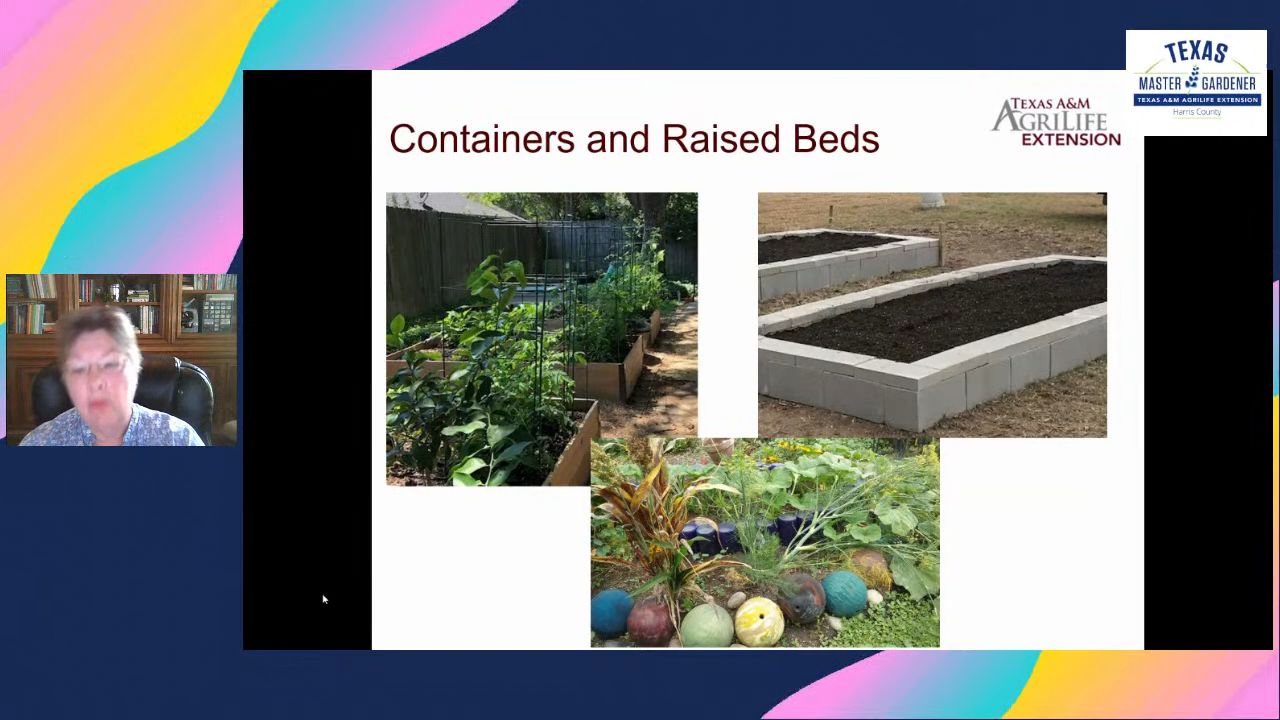 TEXAS
MASTER GARDENER
TEXAS A&M AGRILIFE EXTENSION
Harris County
TEXAS A&M
AGRILIFE
EXTENSION
Containers and Raised Beds